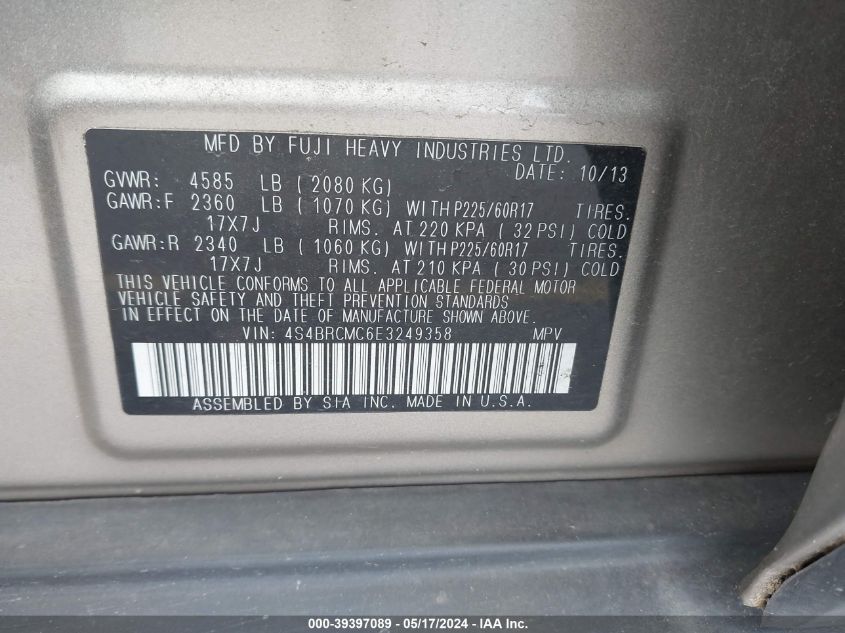 MFD BY FUJI HEAVY INDUSTRIES LTD.
DATE: 10/13
GVWR: 4585 LB ( 2080 KG)
GAWR:F 2360 LB ( 1070 KG) WITH P225/60R17 TIRES.
17X7J RIMS. AT 220 KPA ( 32 PSI) COLD
GAWR:R 2340 LB ( 1060 KG) WITH P225/60R17 TIRES.
17X7J RIMS. AT 210 KPA ( 30 PSI) COLD
THIS VEHICLE CONFORMS TO ALL APPLICABLE FEDERAL MOTOR
VEHICLE SAFETY AND THEFT PREVENTION STANDARDS
IN EFFECT ON THE DATE OF MANUFACTURE SHOWN ABOVE.
VIN: 4S4BRCMC6E3249358 MPV
ASSEMBLED BY SIA INC. MADE IN U.S.A.
000-39397089 - 05/17/2024 - IAA Inc.